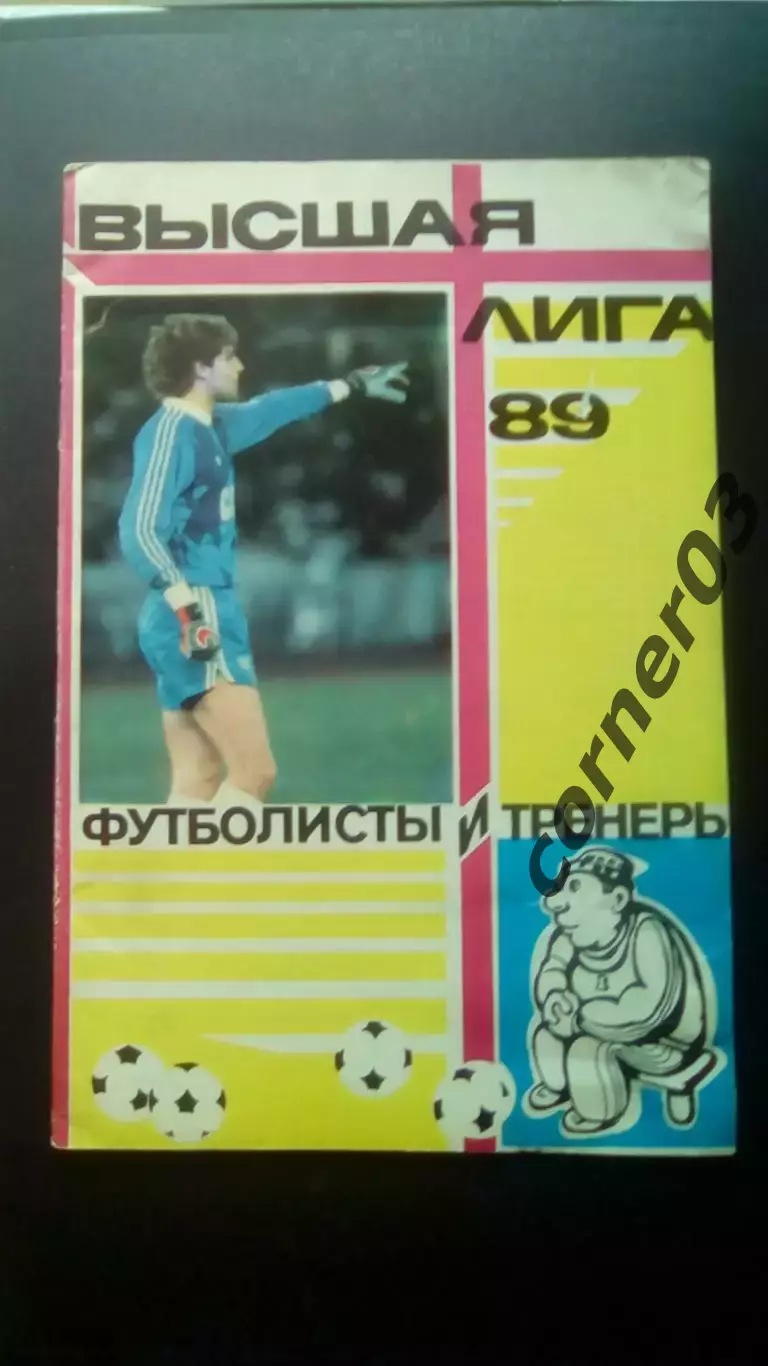 ВЫСШАЯ
ЛИГА
89
ФУТБОЛИСТЫ И ТРЕНЕРЫ
corner03